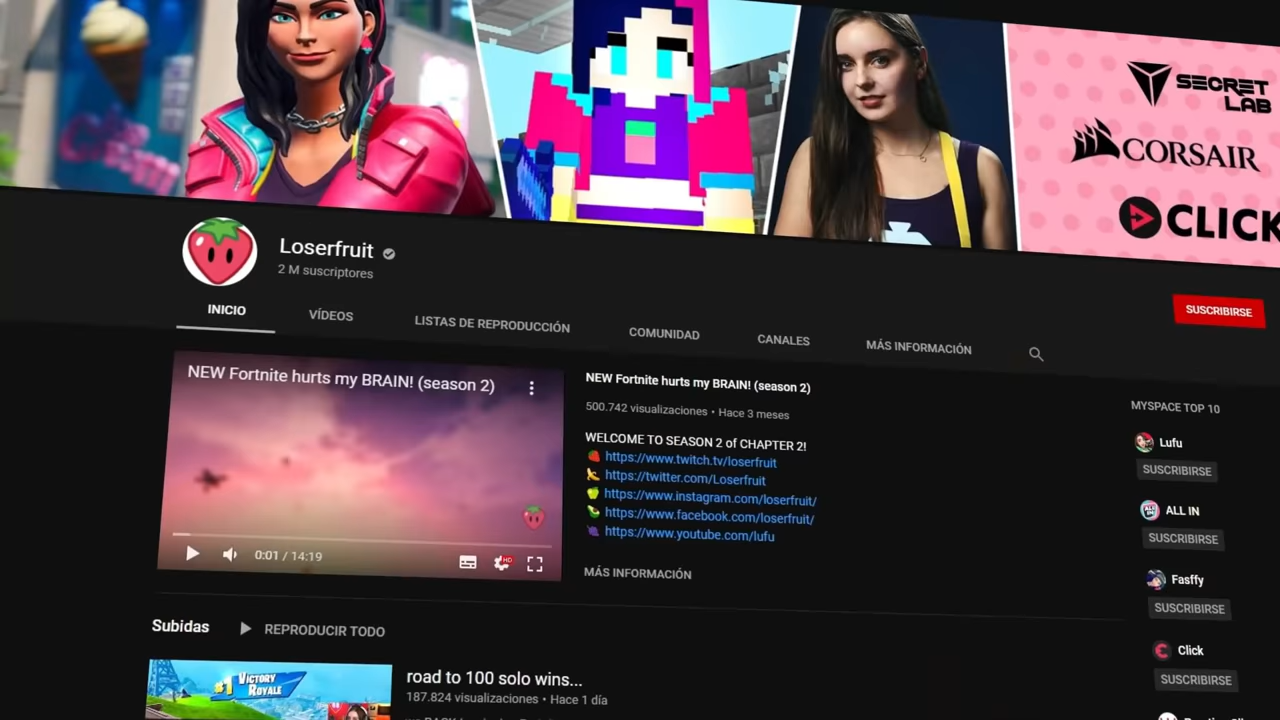 SECRET
LAB
CORSAIR
CLICK
Loserfruit
2 M suscriptores
SUSCRIBIRSE
INICIO
VÍDEOS
LISTAS DE REPRODUCCIÓN
COMUNIDAD
CANALES
MÁS INFORMACIÓN
NEW Fortnite hurts my BRAIN! (season 2)
0:01 / 14:19
HD
NEW Fortnite hurts my BRAIN! (season 2)
500.742 visualizaciones • Hace 3 meses
WELCOME TO SEASON 2 of CHAPTER 2!
https://www.twitch.tv/loserfruit
https://twitter.com/Loserfruit
https://www.instagram.com/loserfruit/
https://www.facebook.com/loserfruit/
https://www.youtube.com/lufu
MÁS INFORMACIÓN
MYSPACE TOP 10
Lufu
SUSCRIBIRSE
ALL IN
SUSCRIBIRSE
Fasffy
SUSCRIBIRSE
Click
SUSCRIBIRSE
Subidas
REPRODUCIR TODO
#1 VICTORY
ROYALE
road to 100 solo wins...
187.824 visualizaciones • Hace 1 día